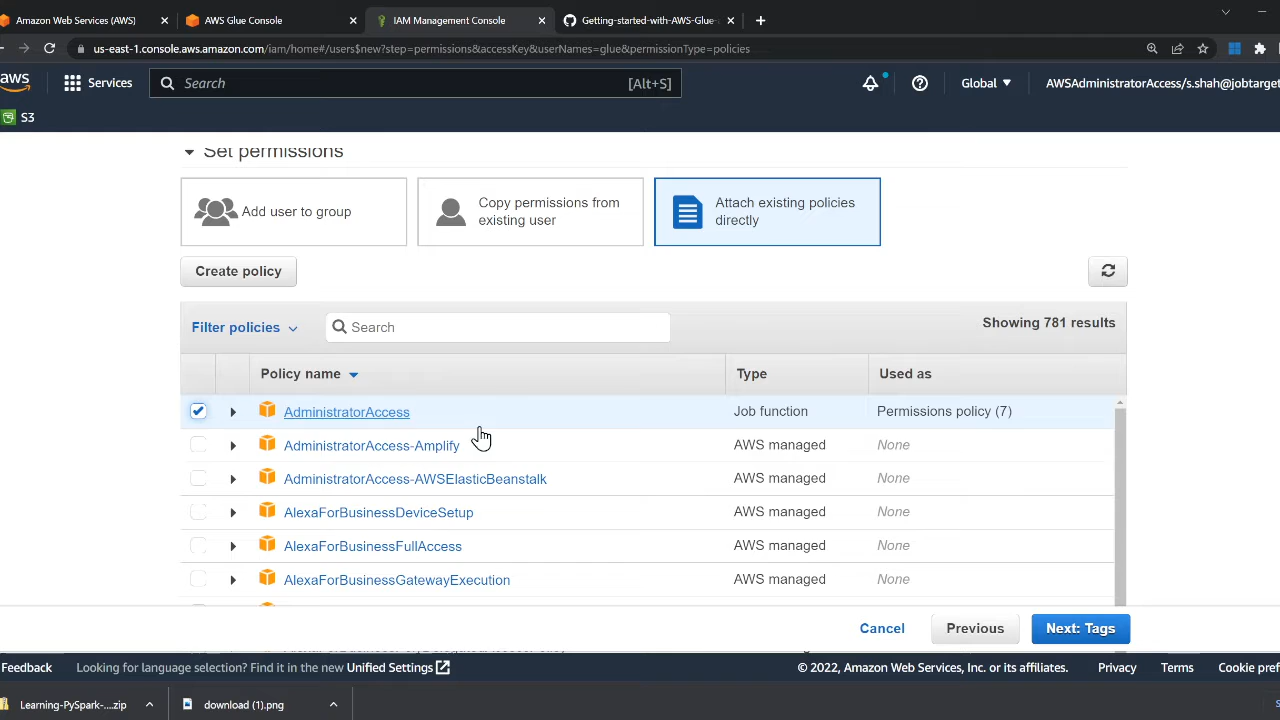 Amazon Web Services (AWS)
AWS Glue Console
IAM Management Console
Getting-started-with-AWS-Glue-
us-east-1.console.aws.amazon.com/iam/home#/users$new?step=permissions&accessKey&userNames=glue&permissionType=policies
aws
Services
Search
[Alt+S]
Global
AWSAdministratorAccess/s.shah@jobtarget
S3
Set permissions
Add user to group
Copy permissions from
existing user
Attach existing policies
directly
Create policy
Filter policies
Search
Showing 781 results
Policy name
Type
Used as
AdministratorAccess
Job function
Permissions policy (7)
AdministratorAccess-Amplify
AWS managed
None
AdministratorAccess-AWSElasticBeanstalk
AWS managed
None
AlexaForBusinessDeviceSetup
AWS managed
None
AlexaForBusinessFullAccess
AWS managed
None
AlexaForBusinessGatewayExecution
AWS managed
None
Cancel
Previous
Next: Tags
Feedback
Looking for language selection? Find it in the new Unified Settings
© 2022, Amazon Web Services, Inc. or its affiliates.
Privacy
Terms
Cookie pref
Learning-PySpark-....zip
download (1).png